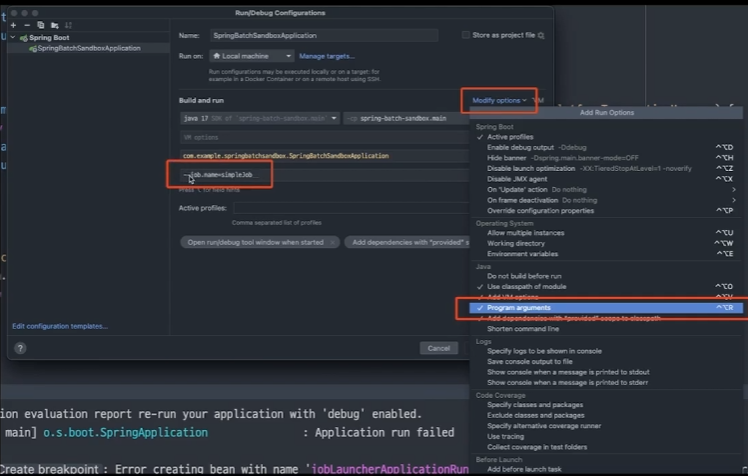 Run/Debug Configurations
Spring Boot
SpringBatchSandboxApplication
Name: SpringBatchSandboxApplication
Store as project file
Run on: Local machine
Manage targets...
Run configurations may be executed locally or on a target: for
example in a Docker Container or on a remote host using SSH.
Build and run
Modify options
java 17 SDK of 'spring-batch-sandbox.main'
-cp spring-batch-sandbox.main
VM options
com.example.springbatchsandbox.SpringBatchSandboxApplication
--job.name=simpleJob
Active profiles:
Comma separated list of profiles
Open run/debug tool window when started
Add dependencies with "provided" s
Edit configuration templates...
?
Cancel
Add Run Options
Spring Boot
Active profiles
Enable debug output -Ddebug ⌃⌥D
Hide banner -Dspring.main.banner-mode=OFF ⌃⌥H
Disable launch optimization -XX:TieredStopAtLevel=1 -noverify ⌃⌥Z
Disable JMX agent ⌃⌥X
On 'Update' action Do nothing
On frame deactivation Do nothing
Override configuration properties ⌃⌥P
Operating System
Allow multiple instances ⌃⌥U
Working directory ⌃⌥W
Environment variables ⌃⌥E
Java
Do not build before run
Use classpath of module ⌃⌥O
Add VM options ⌃⌥V
Program arguments ⌃⌥R
Add dependencies with "provided" scope to classpath
Shorten command line
Logs
Specify logs to be shown in console
Save console output to file
Show console when a message is printed to stdout
Show console when a message is printed to stderr
Code Coverage
Specify classes and packages
Exclude classes and packages
Specify alternative coverage runner
Use tracing
Collect coverage in test folders
Before Launch
Add before launch task
ion evaluation report re-run your application with 'debug' enabled.
main] o.s.boot.SpringApplication : Application run failed
Create breakpoint : Error creating bean with name 'jobLauncherApplicationRun